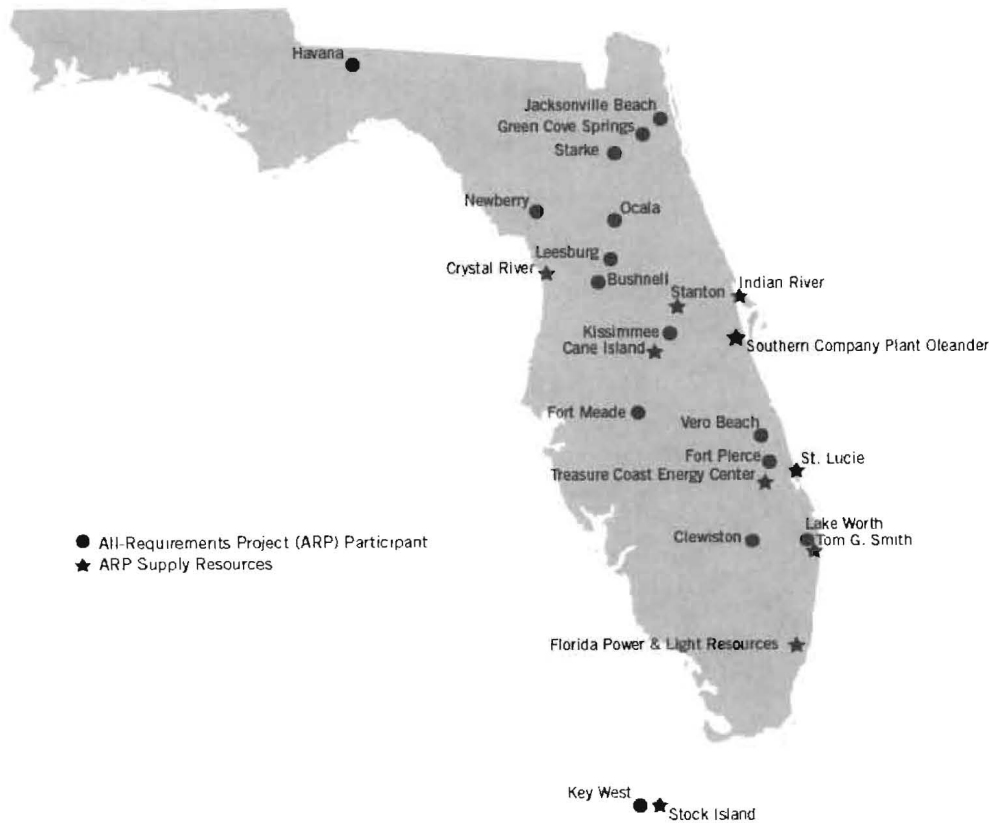 Havana
Jacksonville Beach
Green Cove Springs
Starke
Newberry
Ocala
Leesburg
Crystal River
Bushnell
Stanton
Indian River
Kissimmee
Southern Company Plant Oleander
Cane Island
Fort Meade
Vero Beach
Fort Pierce
St. Lucie
Treasure Coast Energy Center
Lake Worth
Clewiston
Tom G. Smith
All-Requirements Project (ARP) Participant
ARP Supply Resources
Florida Power & Light Resources
Key West
Stock Island